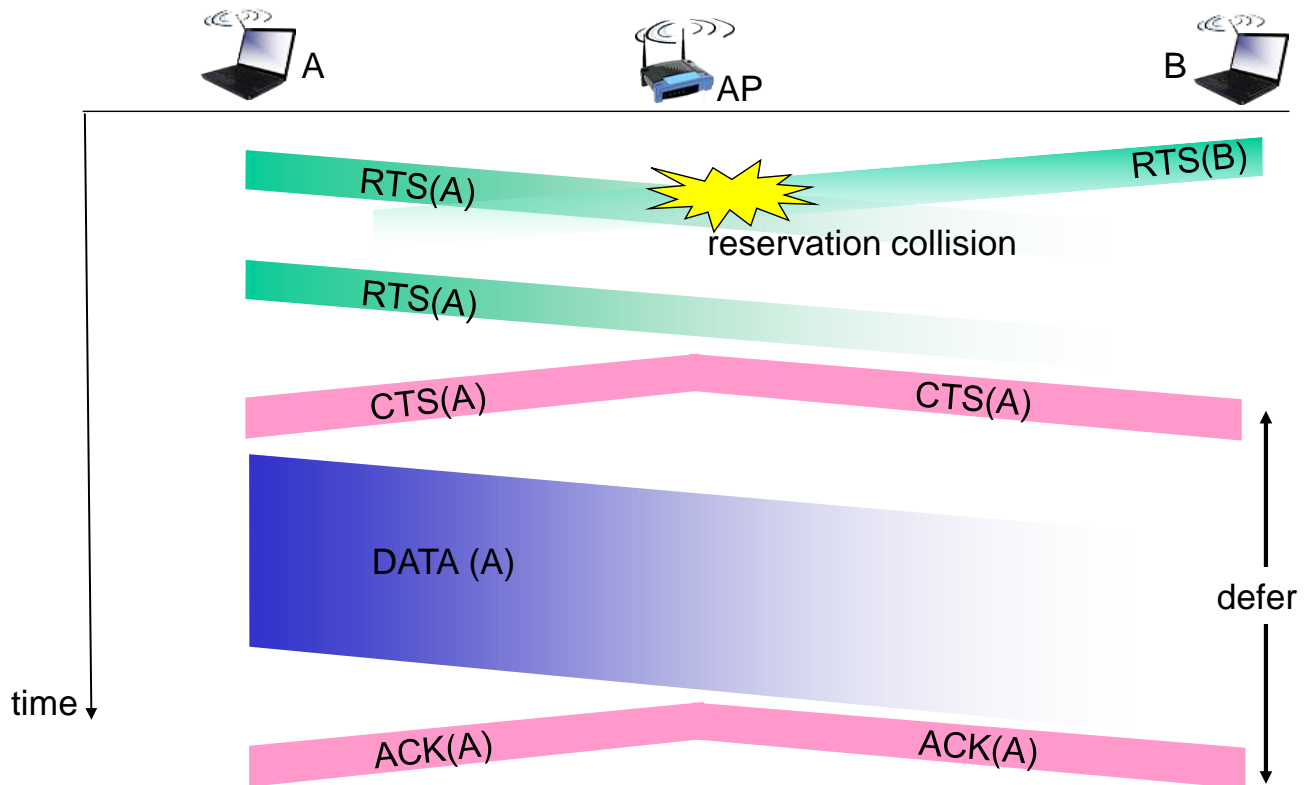 A
AP
B
RTS(A)
RTS(B)
reservation collision
RTS(A)
CTS(A)
CTS(A)
DATA (A)
defer
time
ACK(A)
ACK(A)